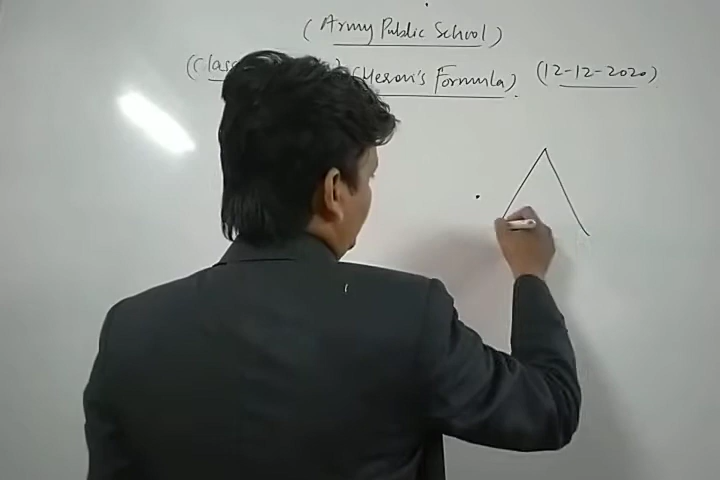 (Army Public School)
(Class (Heron's Formula) (12-12-2020)